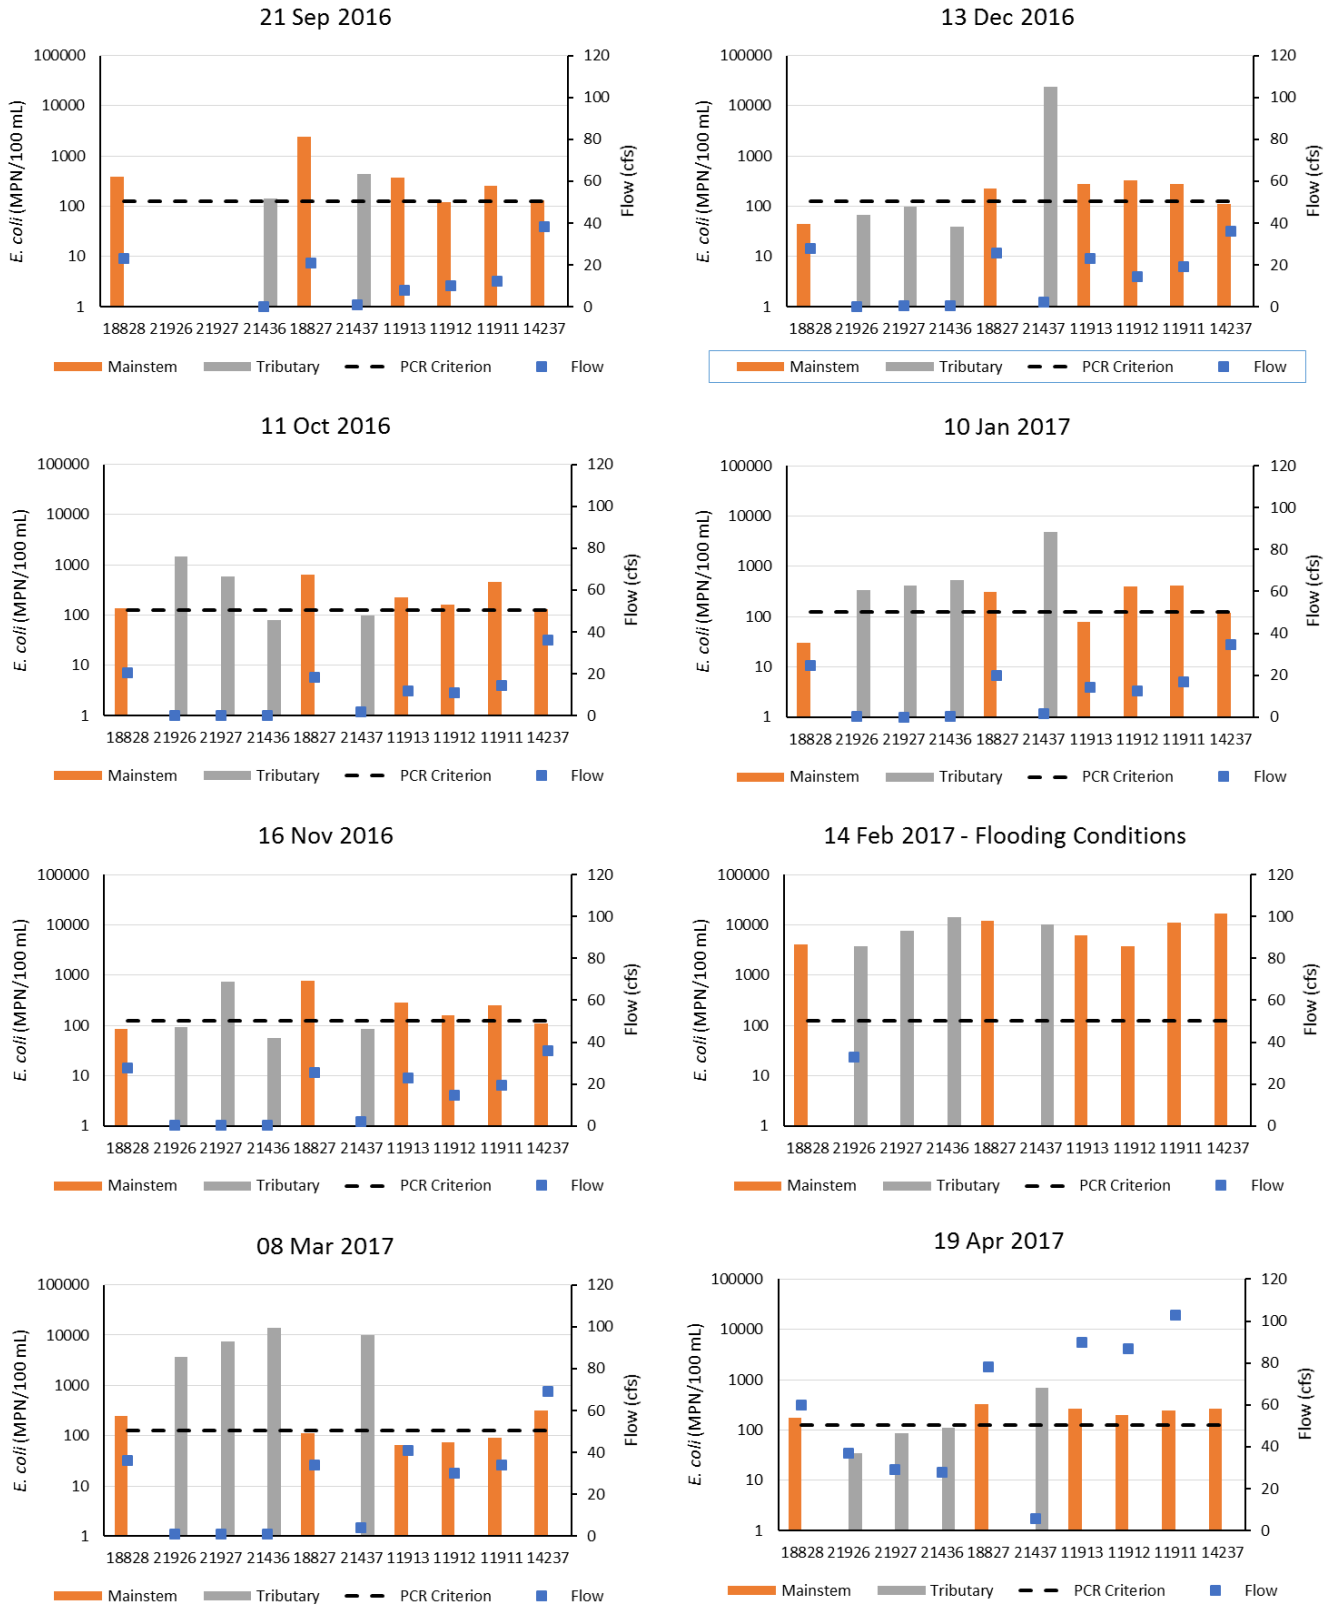 21 Sep 2016
100000
10000
1000
100
10
1
E. coli (MPN/100 mL)
120
100
80
60
40
20
0
Flow (cfs)
18828 21926 21927 21436 18827 21437 11913 11912 11911 14237
Mainstem Tributary PCR Criterion Flow
13 Dec 2016
100000
10000
1000
100
10
1
E. coli (MPN/100 mL)
120
100
80
60
40
20
0
Flow (cfs)
18828 21926 21927 21436 18827 21437 11913 11912 11911 14237
Mainstem Tributary PCR Criterion Flow
11 Oct 2016
100000
10000
1000
100
10
1
E. coli (MPN/100 mL)
120
100
80
60
40
20
0
Flow (cfs)
18828 21926 21927 21436 18827 21437 11913 11912 11911 14237
Mainstem Tributary PCR Criterion Flow
10 Jan 2017
100000
10000
1000
100
10
1
E. coli (MPN/100 mL)
120
100
80
60
40
20
0
Flow (cfs)
18828 21926 21927 21436 18827 21437 11913 11912 11911 14237
Mainstem Tributary PCR Criterion Flow
16 Nov 2016
100000
10000
1000
100
10
1
E. coli (MPN/100 mL)
120
100
80
60
40
20
0
Flow (cfs)
18828 21926 21927 21436 18827 21437 11913 11912 11911 14237
Mainstem Tributary PCR Criterion Flow
14 Feb 2017 - Flooding Conditions
100000
10000
1000
100
10
1
E. coli (MPN/100 mL)
120
100
80
60
40
20
0
Flow (cfs)
18828 21926 21927 21436 18827 21437 11913 11912 11911 14237
Mainstem Tributary PCR Criterion Flow
08 Mar 2017
100000
10000
1000
100
10
1
E. coli (MPN/100 mL)
120
100
80
60
40
20
0
Flow (cfs)
18828 21926 21927 21436 18827 21437 11913 11912 11911 14237
Mainstem Tributary PCR Criterion Flow
19 Apr 2017
100000
10000
1000
100
10
1
E. coli (MPN/100 mL)
120
100
80
60
40
20
0
Flow (cfs)
18828 21926 21927 21436 18827 21437 11913 11912 11911 14237
Mainstem Tributary PCR Criterion Flow